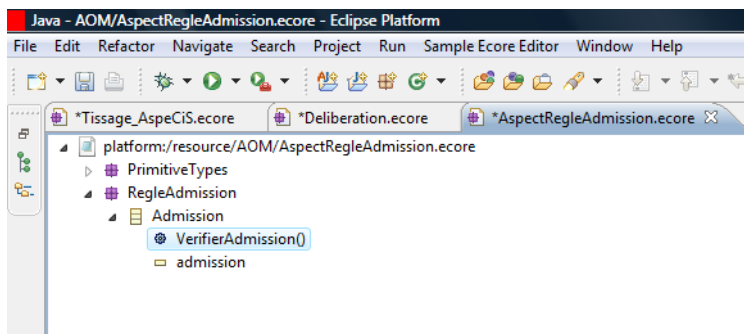 Java - AOM/AspectRegleAdmission.ecore - Eclipse Platform
File Edit Refactor Navigate Search Project Run Sample Ecore Editor Window Help
*Tissage_AspeCiS.ecore *Deliberation.ecore *AspectRegleAdmission.ecore
platform:/resource/AOM/AspectRegleAdmission.ecore
PrimitiveTypes
RegleAdmission
Admission
VerifierAdmission()
admission